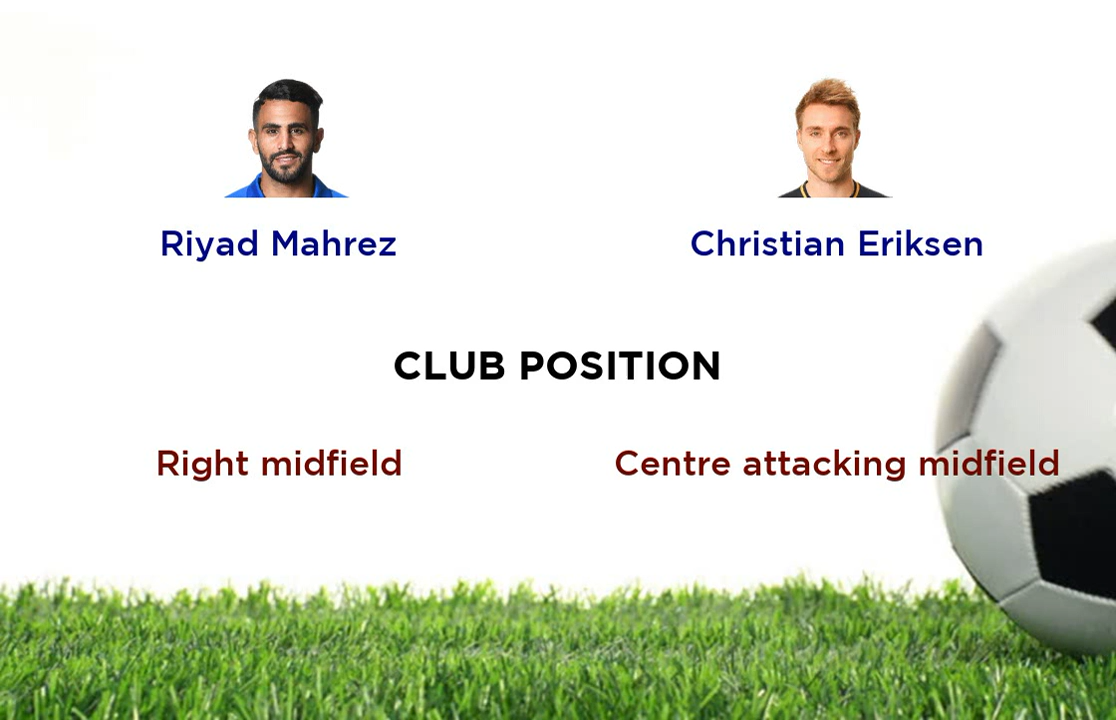 Riyad Mahrez
Christian Eriksen
CLUB POSITION
Right midfield
Centre attacking midfield